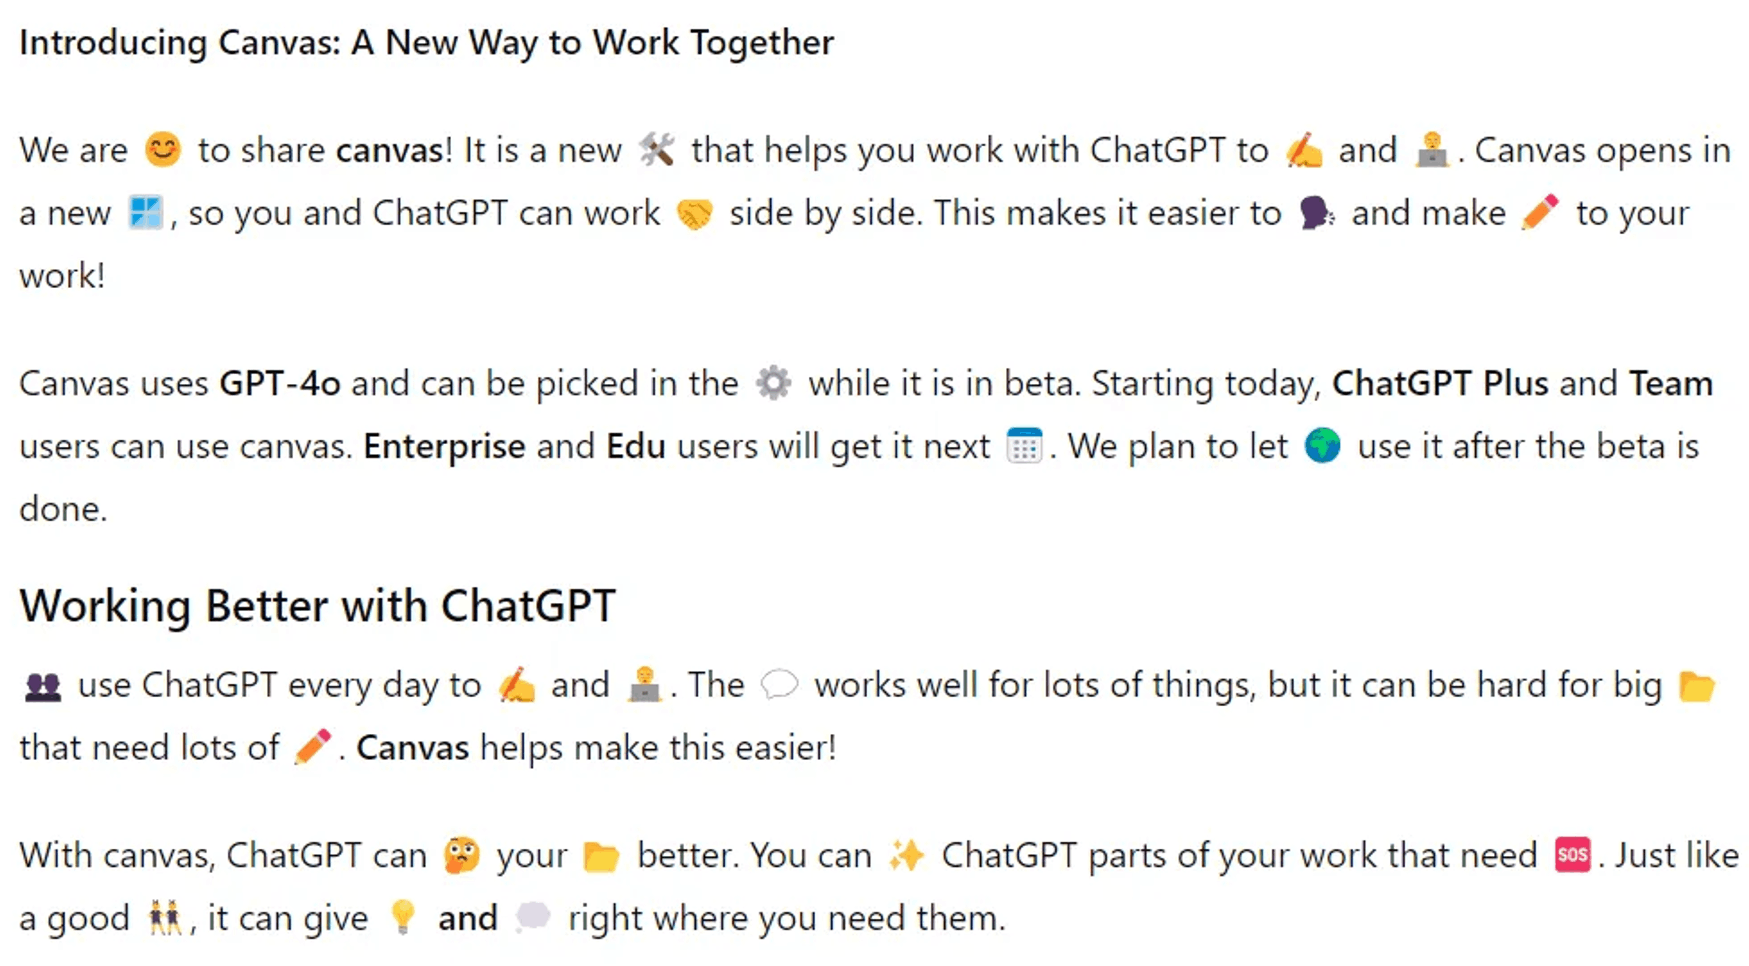 Introducing Canvas: A New Way to Work Together
We are 😊 to share canvas! It is a new 🛠️ that helps you work with ChatGPT to ✍️ and 🧑‍💻. Canvas opens in
a new 🪟, so you and ChatGPT can work 🤝 side by side. This makes it easier to 🗣️ and make ✏️ to your
work!
Canvas uses GPT-4o and can be picked in the ⚙️ while it is in beta. Starting today, ChatGPT Plus and Team
users can use canvas. Enterprise and Edu users will get it next 🗓️. We plan to let 🌍 use it after the beta is
done.
Working Better with ChatGPT
👥 use ChatGPT every day to ✍️ and 🧑‍💻. The 💬 works well for lots of things, but it can be hard for big 📂
that need lots of ✏️. Canvas helps make this easier!
With canvas, ChatGPT can 🤔 your 📂 better. You can ✨ ChatGPT parts of your work that need 🆘. Just like
a good 👯, it can give 💡 and 💭 right where you need them.